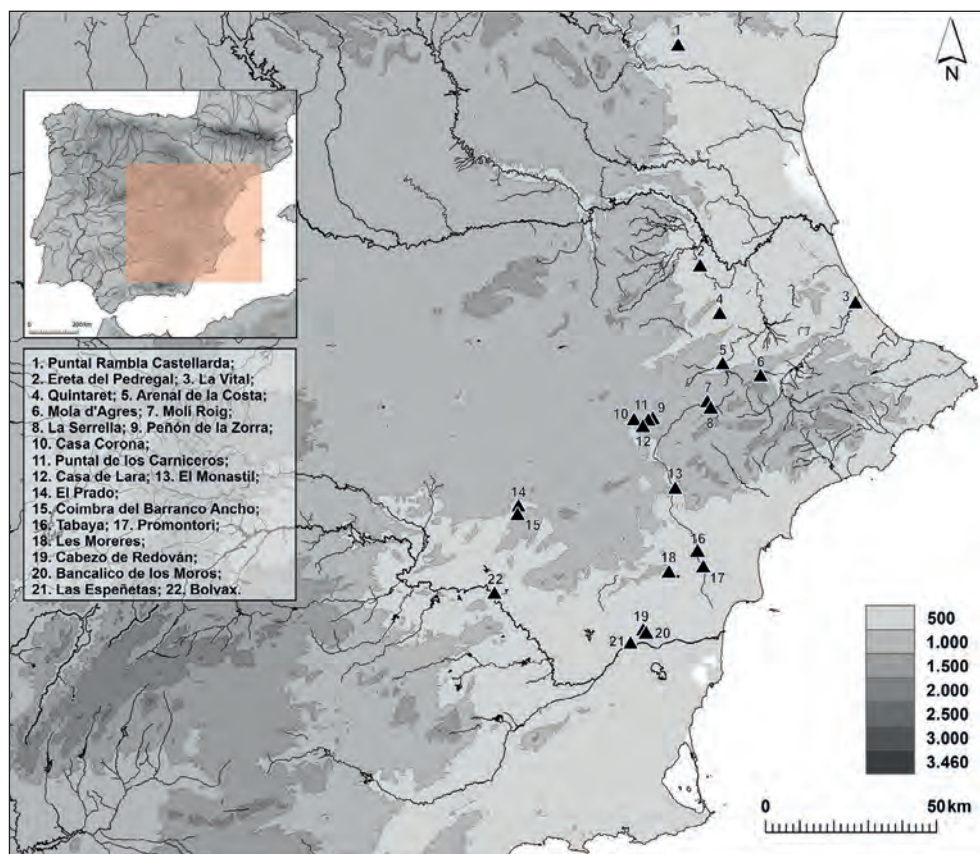 1
N
200 Km
2
3
4
5
6
7
8
9
10
11
12
13
14
15
16
17
18
19
20
21
22
1. Puntal Rambla Castellarda;
2. Ereta del Pedregal; 3. La Vital;
4. Quintaret; 5. Arenal de la Costa;
6. Mola d'Agres; 7. Molí Roig;
8. La Serrella; 9. Peñón de la Zorra;
10. Casa Corona;
11. Puntal de los Carniceros;
12. Casa de Lara; 13. El Monastil;
14. El Prado;
15. Coimbra del Barranco Ancho;
16. Tabaya; 17. Promontori;
18. Les Moreres;
19. Cabezo de Redován;
20. Bancalico de los Moros;
21. Las Espeñetas; 22. Bolvax.
500
1.000
1.500
2.000
2.500
3.000
3.460
0 50 km